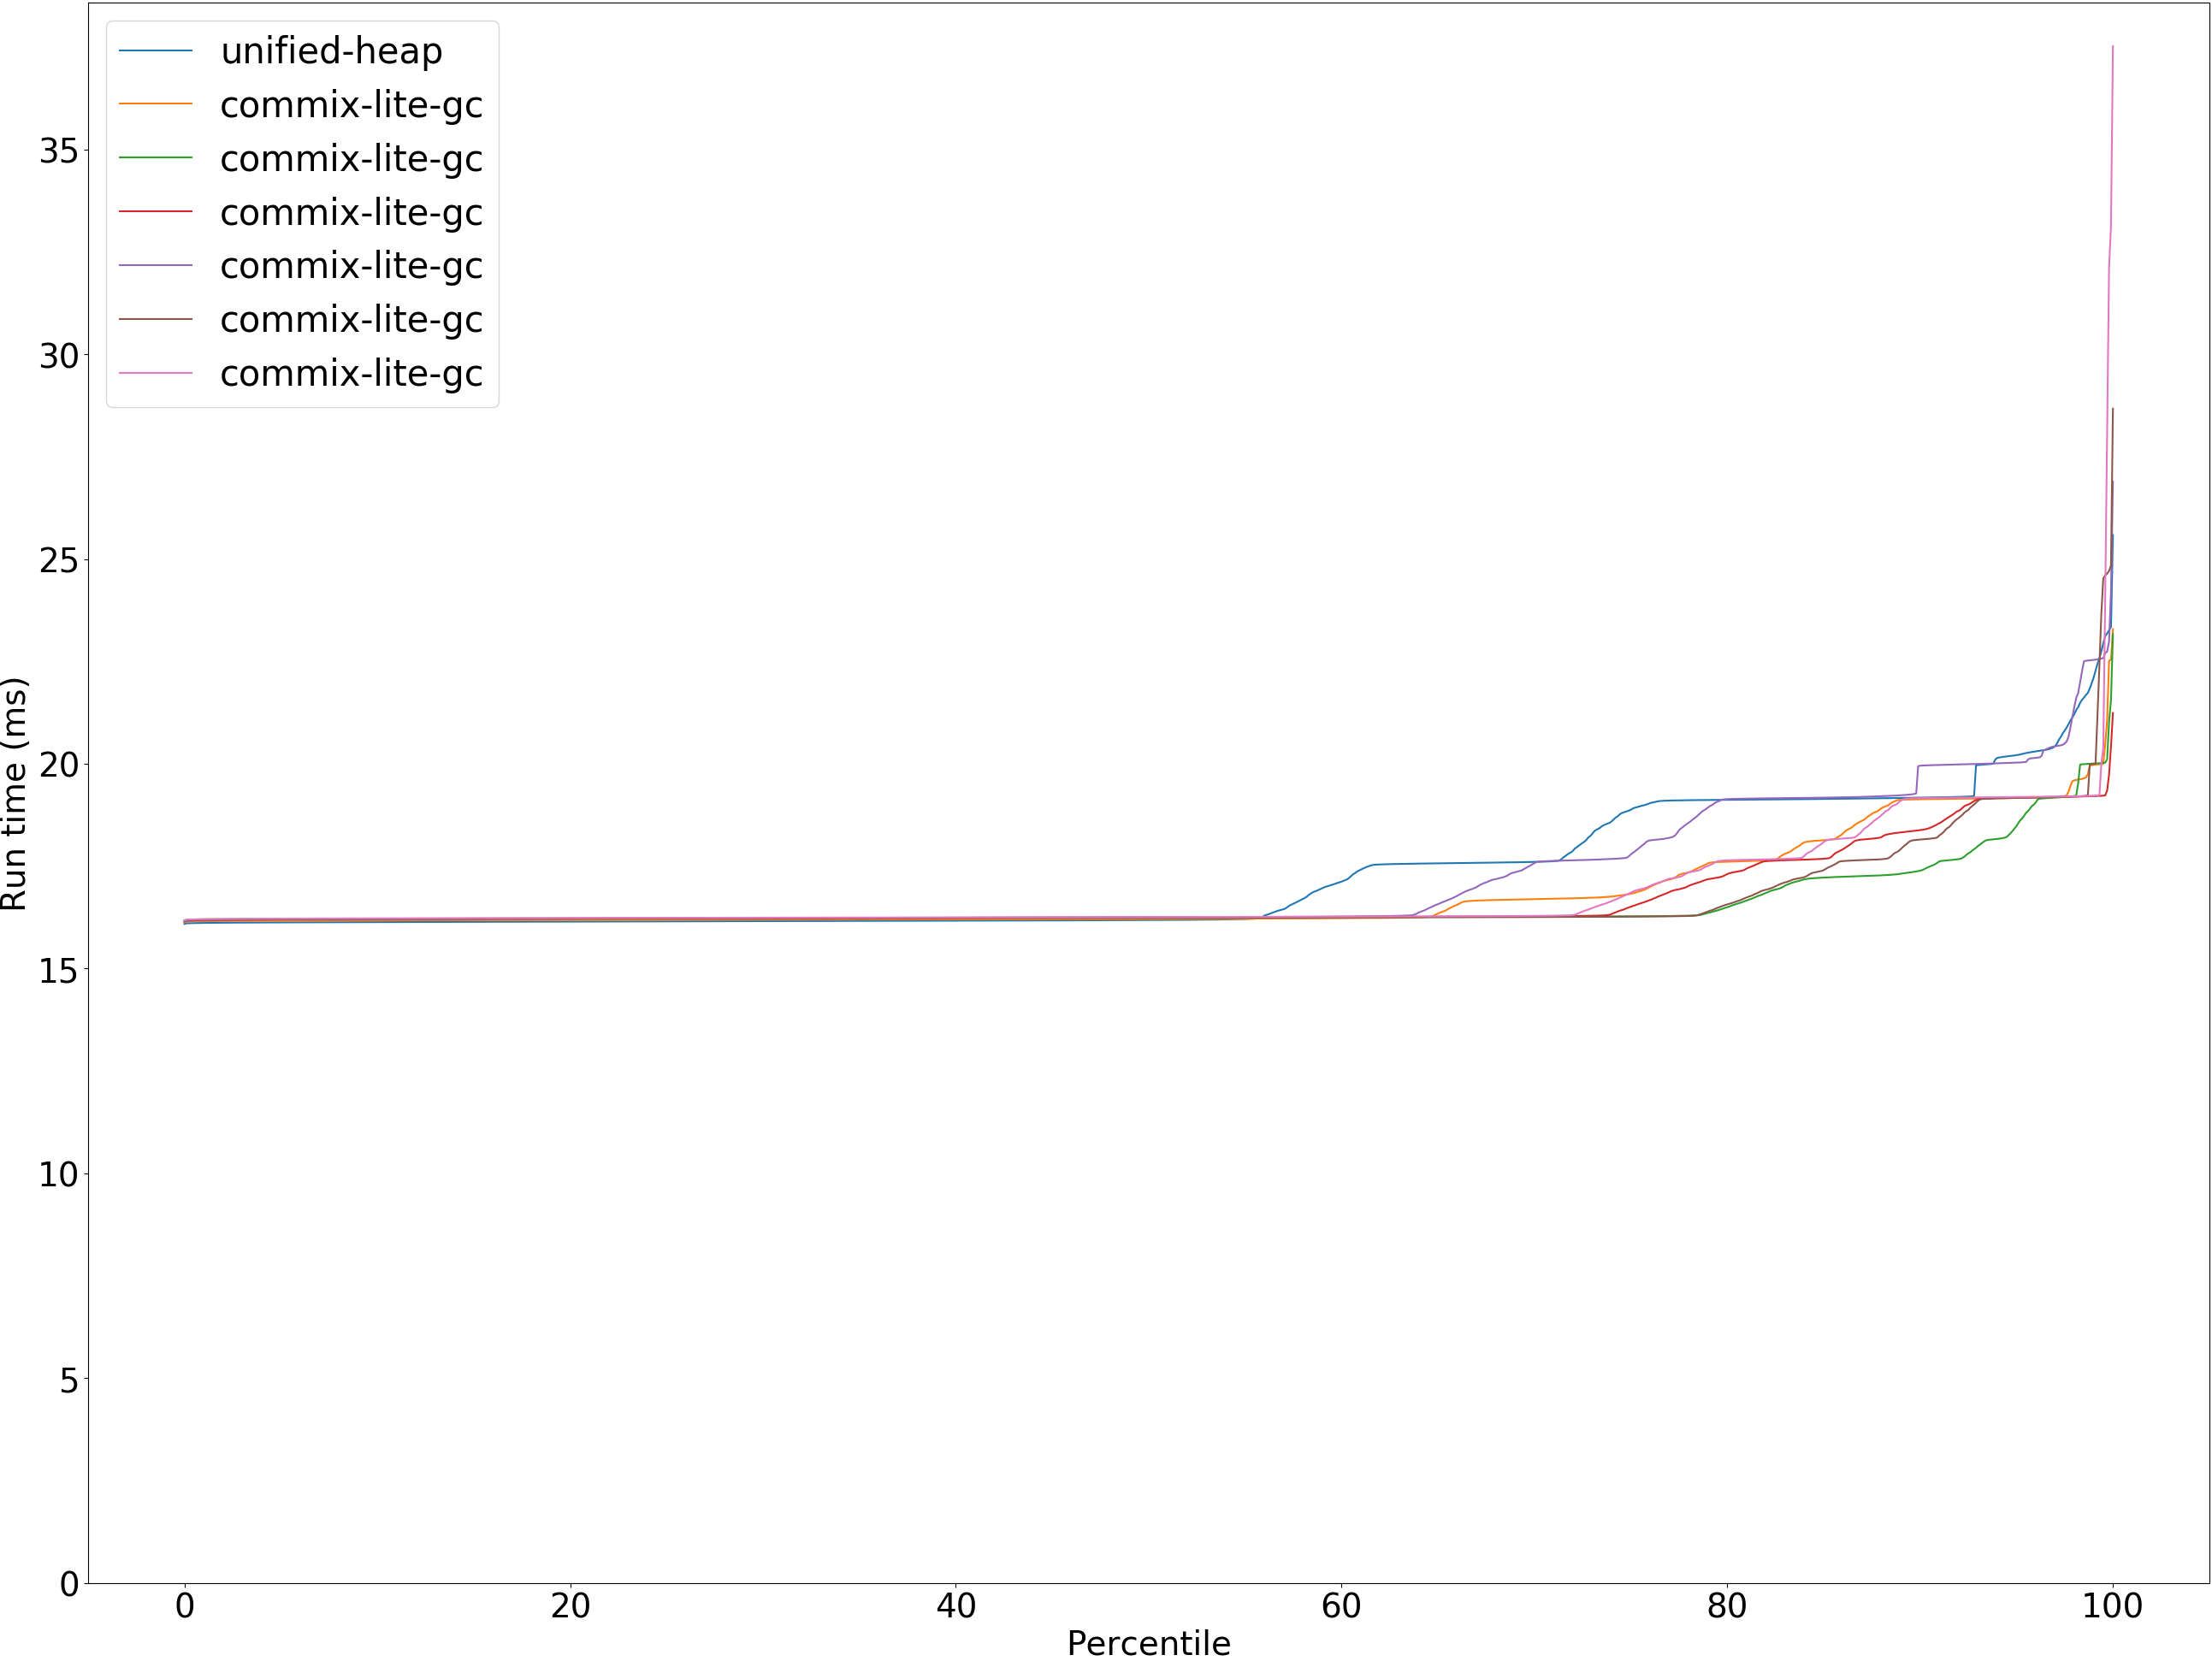 unified-heap
commix-lite-gc
commix-lite-gc
commix-lite-gc
commix-lite-gc
commix-lite-gc
commix-lite-gc
35
30
25
20
15
10
5
0
Run time (ms)
0 20 40 60 80 100
Percentile